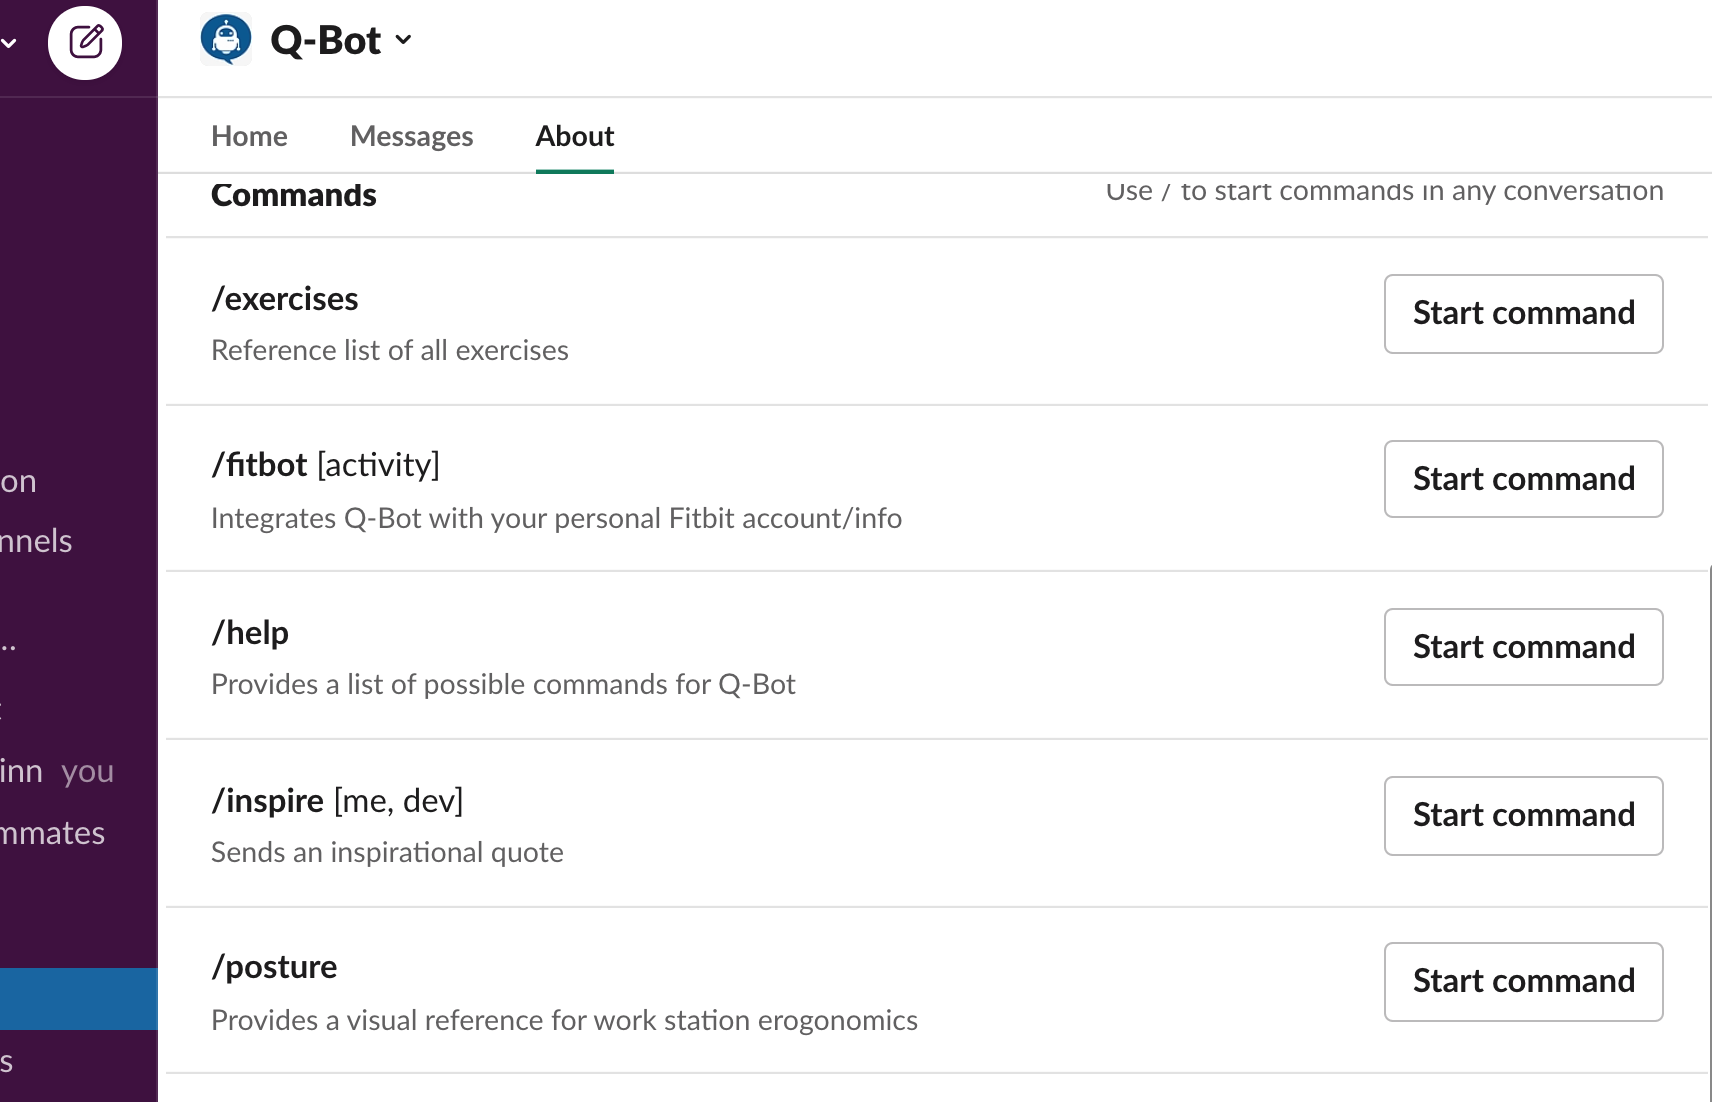 Q-Bot
Home Messages About
Commands
Use / to start commands in any conversation
/exercises
Reference list of all exercises
Start command
/fitbot [activity]
Integrates Q-Bot with your personal Fitbit account/info
Start command
/help
Provides a list of possible commands for Q-Bot
Start command
/inspire [me, dev]
Sends an inspirational quote
Start command
/posture
Provides a visual reference for work station erogonomics
Start command
on
nnels
..
inn you
mmates
s